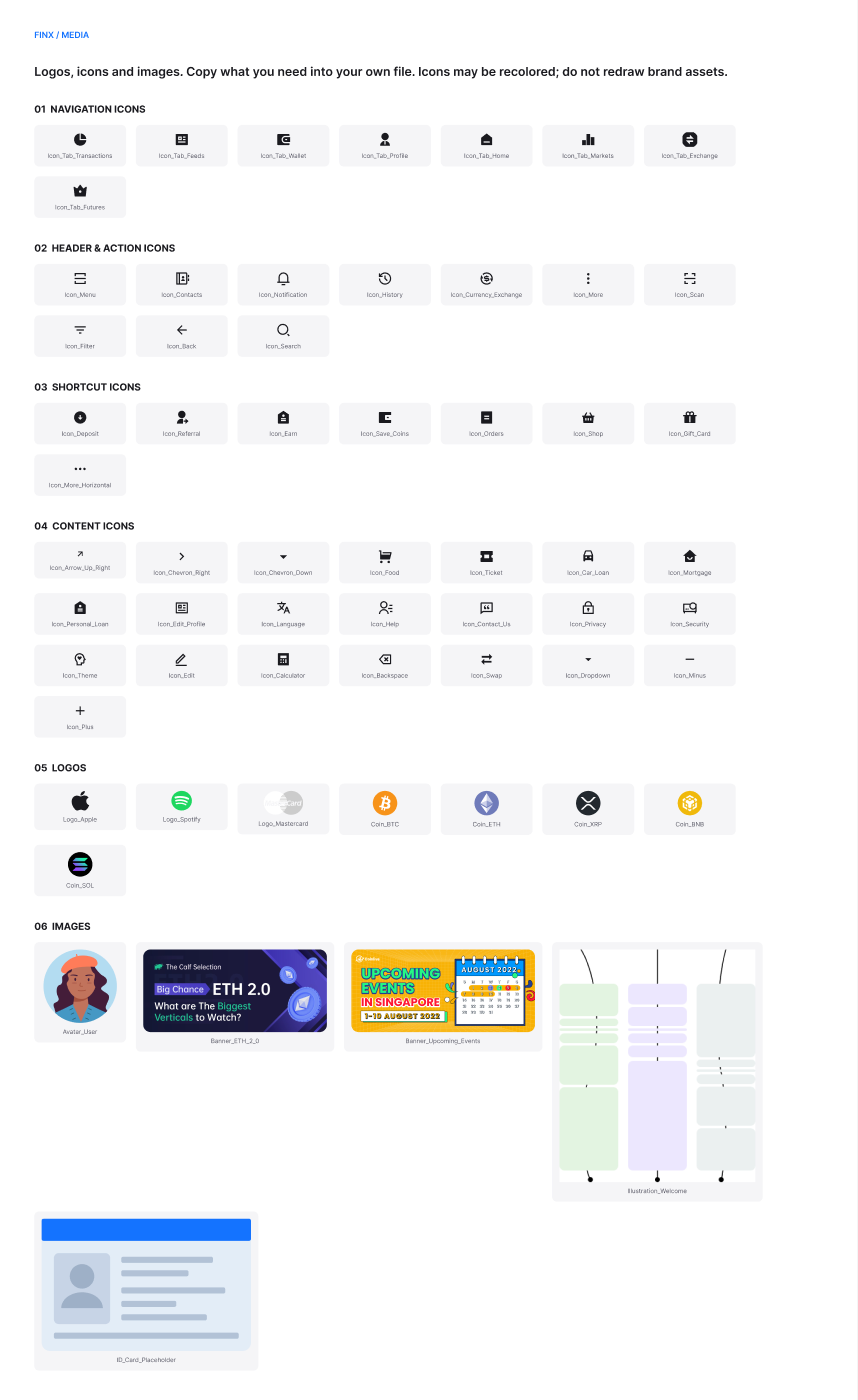 FINX / MEDIA
Logos, icons and images. Copy what you need into your own file. Icons may be recolored; do not redraw brand assets.
01 NAVIGATION ICONS
Icon_Tab_Transactions
Icon_Tab_Feeds
Icon_Tab_Wallet
Icon_Tab_Profile
Icon_Tab_Home
Icon_Tab_Markets
Icon_Tab_Exchange
Icon_Tab_Futures
02 HEADER & ACTION ICONS
Icon_Menu
Icon_Contacts
Icon_Notification
Icon_History
Icon_Currency_Exchange
Icon_More
Icon_Scan
Icon_Filter
Icon_Back
Icon_Search
03 SHORTCUT ICONS
Icon_Deposit
Icon_Referral
Icon_Earn
Icon_Save_Coins
Icon_Orders
Icon_Shop
Icon_Gift_Card
Icon_More_Horizontal
04 CONTENT ICONS
Icon_Arrow_Up_Right
Icon_Chevron_Right
Icon_Chevron_Down
Icon_Food
Icon_Ticket
Icon_Car_Loan
Icon_Mortgage
Icon_Personal_Loan
Icon_Edit_Profile
Icon_Language
Icon_Help
Icon_Contact_Us
Icon_Privacy
Icon_Security
Icon_Theme
Icon_Edit
Icon_Calculator
Icon_Backspace
Icon_Swap
Icon_Dropdown
Icon_Minus
Icon_Plus
05 LOGOS
Logo_Apple
Logo_Spotify
Logo_Mastercard
Coin_BTC
Coin_ETH
Coin_XRP
Coin_BNB
Coin_SOL
06 IMAGES
Avatar_User
The Calf Selection
Big Chance ETH 2.0
What are The Biggest
Verticals to Watch?
Banner_ETH_2_0
UPCOMING
EVENTS
IN SINGAPORE
1-10 AUGUST 2022
AUGUST 2022
Banner_Upcoming_Events
Illustration_Welcome
ID_Card_Placeholder